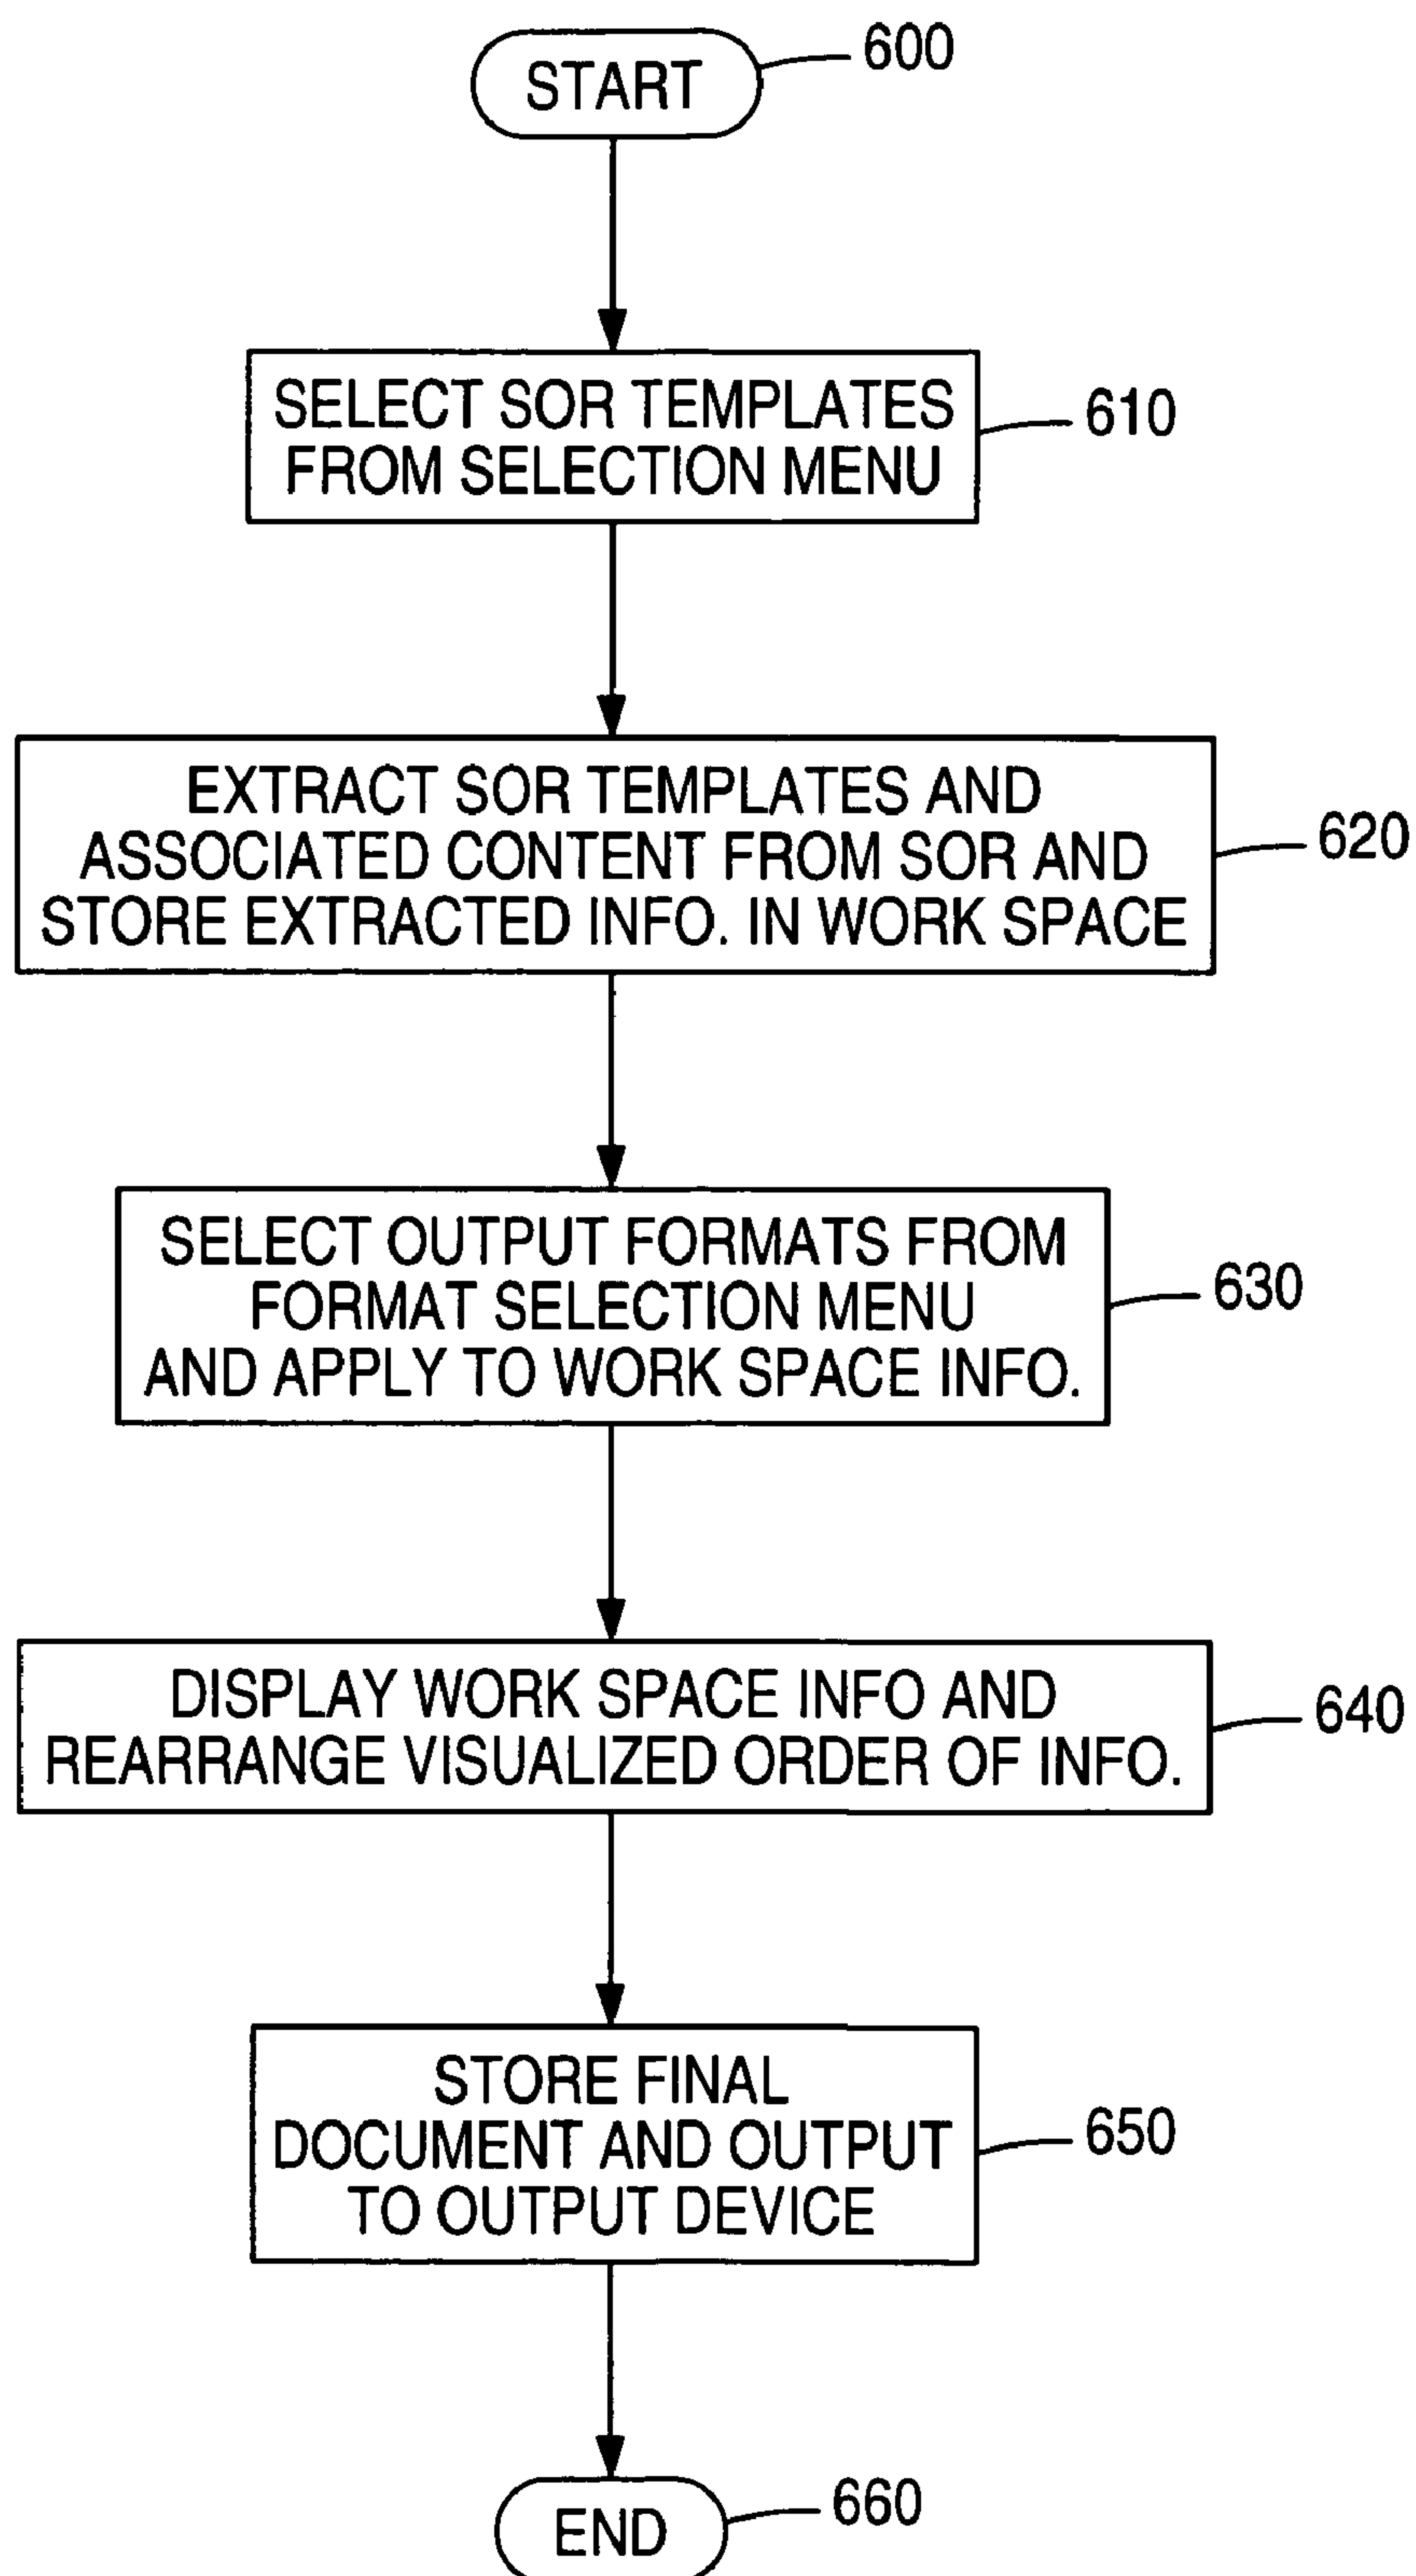 START
600
SELECT SOR TEMPLATES
FROM SELECTION MENU
610
EXTRACT SOR TEMPLATES AND
ASSOCIATED CONTENT FROM SOR AND
STORE EXTRACTED INFO. IN WORK SPACE
620
SELECT OUTPUT FORMATS FROM
FORMAT SELECTION MENU
AND APPLY TO WORK SPACE INFO.
630
DISPLAY WORK SPACE INFO AND
REARRANGE VISUALIZED ORDER OF INFO.
640
STORE FINAL
DOCUMENT AND OUTPUT
TO OUTPUT DEVICE
650
END
660